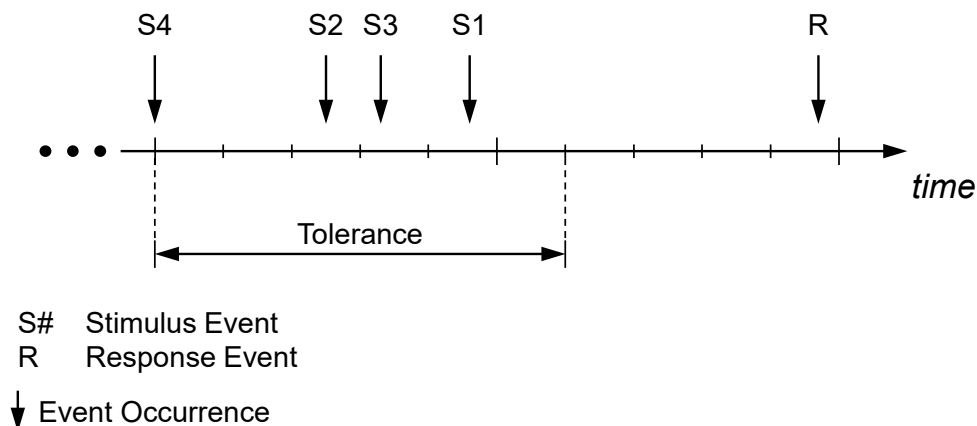 S4 S2 S3 S1 R
time
Tolerance
S# Stimulus Event
R Response Event
Event Occurrence